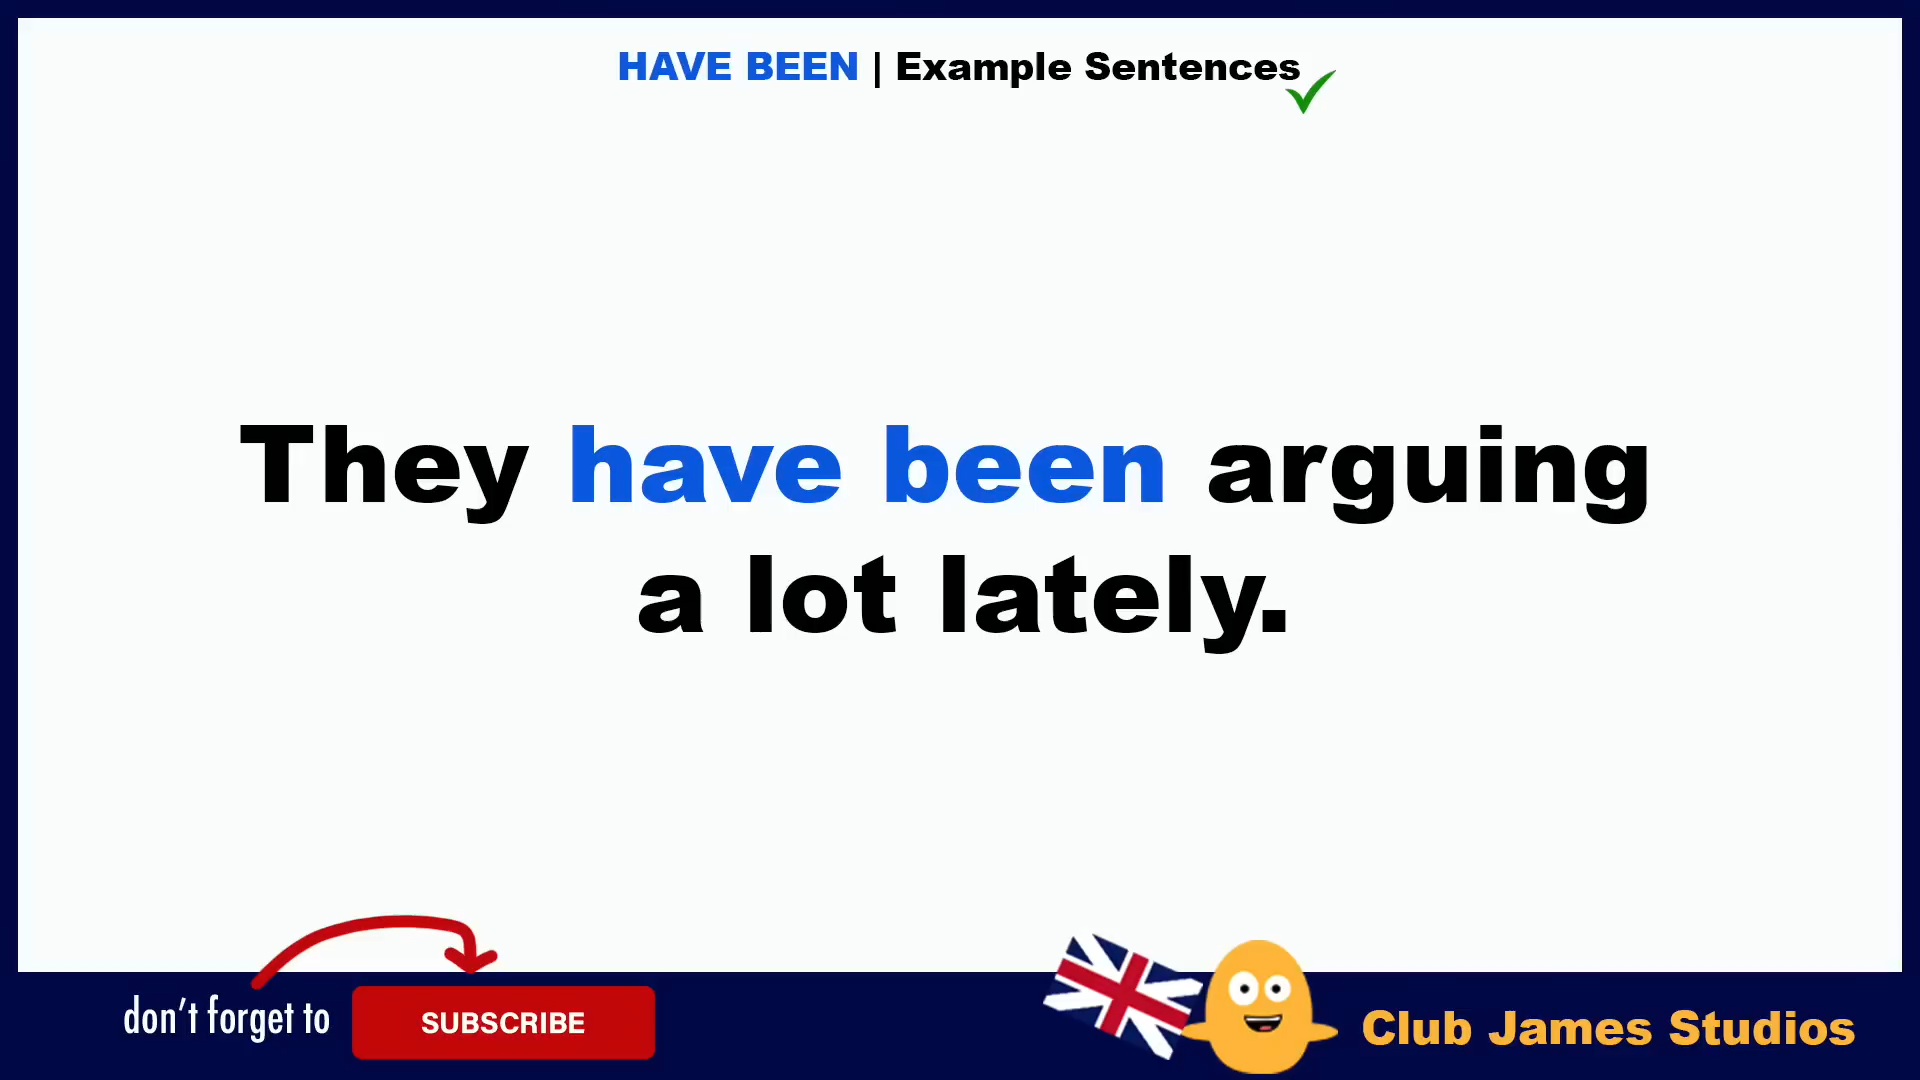 HAVE BEEN | Example Sentences
They have been arguing
a lot lately.
don't forget to
SUBSCRIBE
Club James Studios